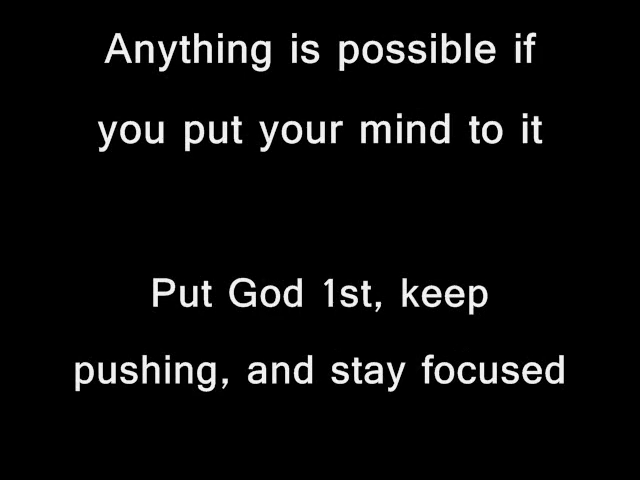 Anything is possible if
you put your mind to it
Put God 1st, keep
pushing, and stay focused